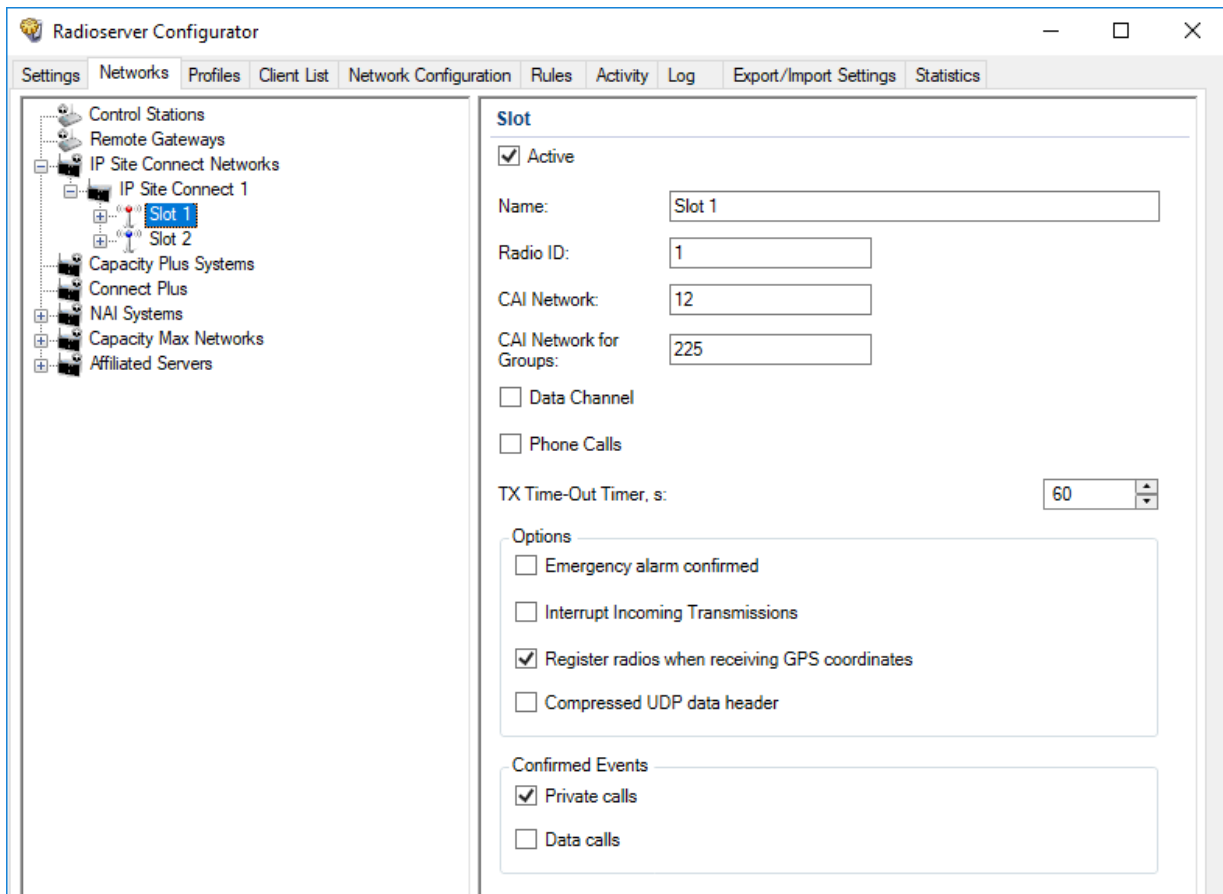 Radioserver Configurator
Settings Networks Profiles Client List Network Configuration Rules Activity Log Export/Import Settings Statistics
Control Stations
Remote Gateways
IP Site Connect Networks
IP Site Connect 1
Slot 1
Slot 2
Capacity Plus Systems
Connect Plus
NAI Systems
Capacity Max Networks
Affiliated Servers
Slot
Active
Name: Slot 1
Radio ID: 1
CAI Network: 12
CAI Network for
Groups: 225
Data Channel
Phone Calls
TX Time-Out Timer, s: 60
Options
Emergency alarm confirmed
Interrupt Incoming Transmissions
Register radios when receiving GPS coordinates
Compressed UDP data header
Confirmed Events
Private calls
Data calls